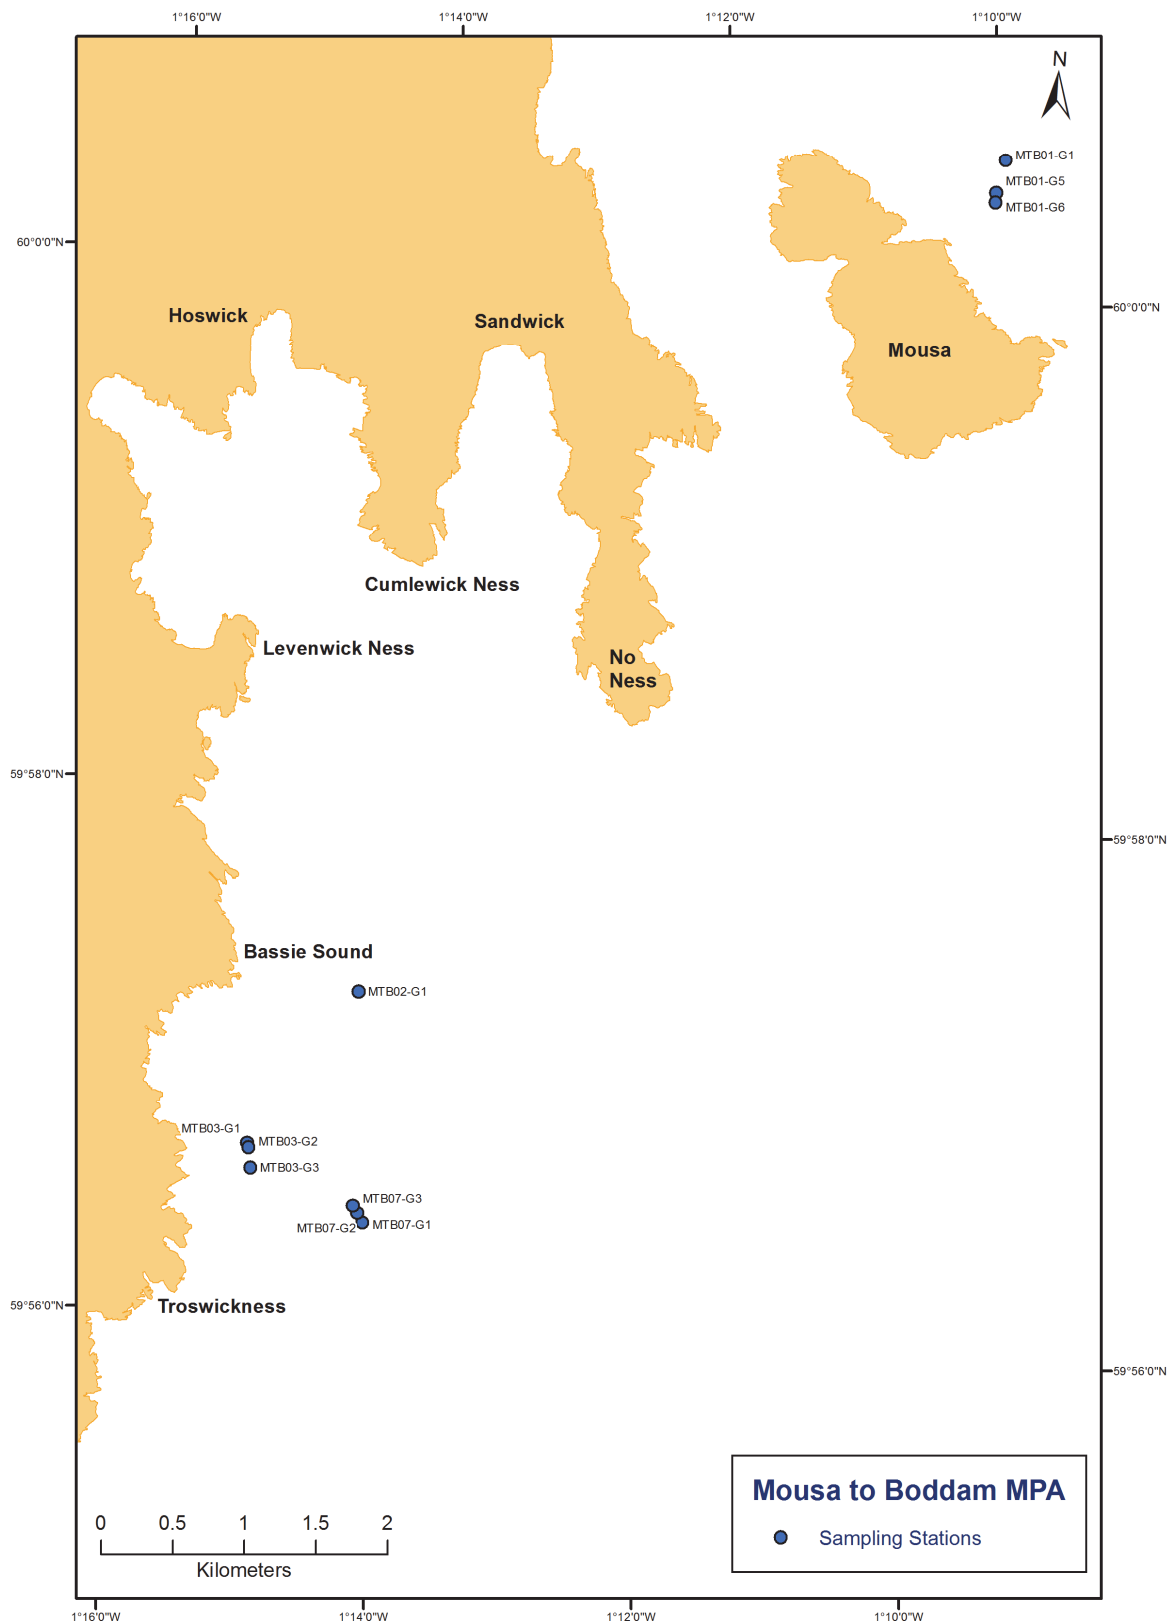 1°16'0"W
1°14'0"W
1°12'0"W
1°10'0"W
N
MTB01-G1
MTB01-G5
MTB01-G6
60°0'0"N
60°0'0"N
Hoswick
Sandwick
Mousa
Cumlewick Ness
Levenwick Ness
No
Ness
59°58'0"N
59°58'0"N
Bassie Sound
MTB02-G1
MTB03-G1
MTB03-G2
MTB03-G3
MTB07-G3
MTB07-G2
MTB07-G1
59°56'0"N
Troswickness
59°56'0"N
Mousa to Boddam MPA
Sampling Stations
0 0.5 1 1.5 2
Kilometers
1°16'0"W
1°14'0"W
1°12'0"W
1°10'0"W